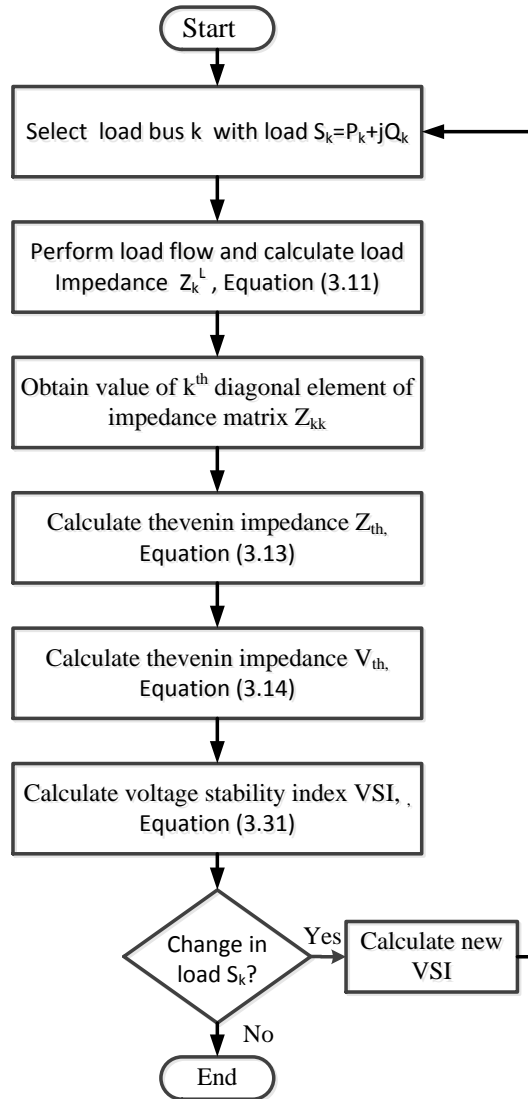 Start
Select load bus k with load Sₖ=Pₖ+jQₖ
Perform load flow and calculate load
Impedance Zₖᴸ , Equation (3.11)
Obtain value of kᵗʰ diagonal element of
impedance matrix Zₖₖ
Calculate thevenin impedance Zth,
Equation (3.13)
Calculate thevenin impedance Vth,
Equation (3.14)
Calculate voltage stability index VSI, ,
Equation (3.31)
Change in
load Sₖ?
Yes
Calculate new
VSI
No
End